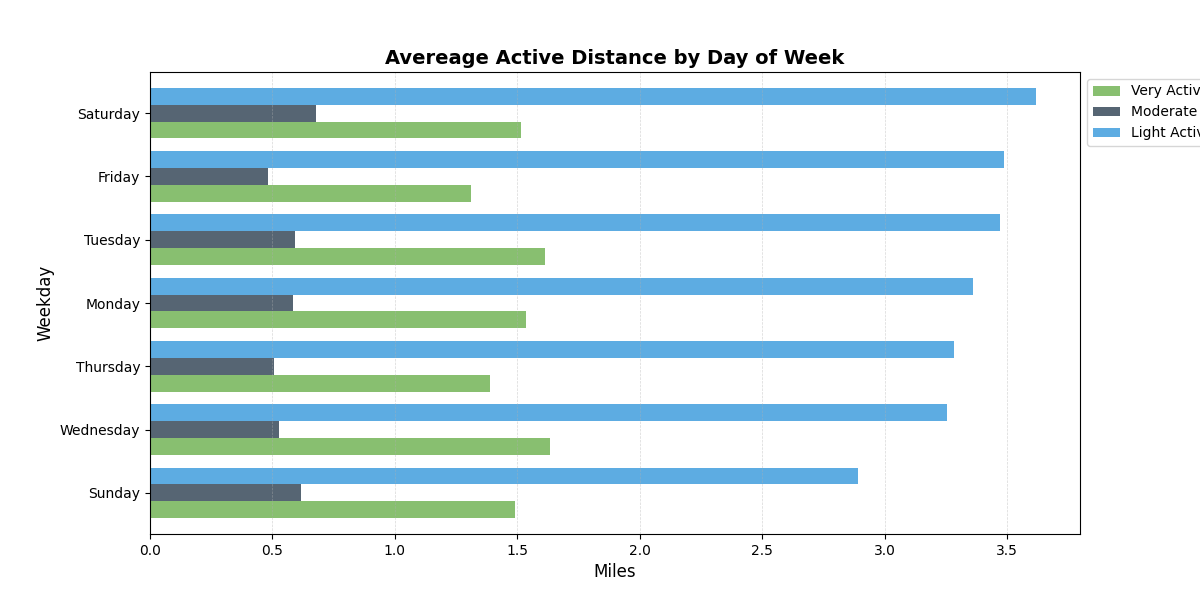 Avereage Active Distance by Day of Week
Very Activ
Moderate
Light Activ
Weekday
Saturday
Friday
Tuesday
Monday
Thursday
Wednesday
Sunday
0.0 0.5 1.0 1.5 2.0 2.5 3.0 3.5
Miles